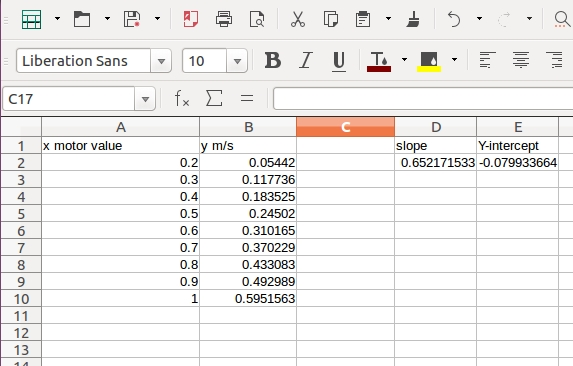 Liberation Sans 10 B I U T
C17 fx Σ =
A B C D E
1 x motor value y m/s slope Y-intercept
2 0.2 0.05442 0.652171533 -0.079933664
3 0.3 0.117736
4 0.4 0.183525
5 0.5 0.24502
6 0.6 0.310165
7 0.7 0.370229
8 0.8 0.433083
9 0.9 0.492989
10 1 0.5951563
11
12
13
14